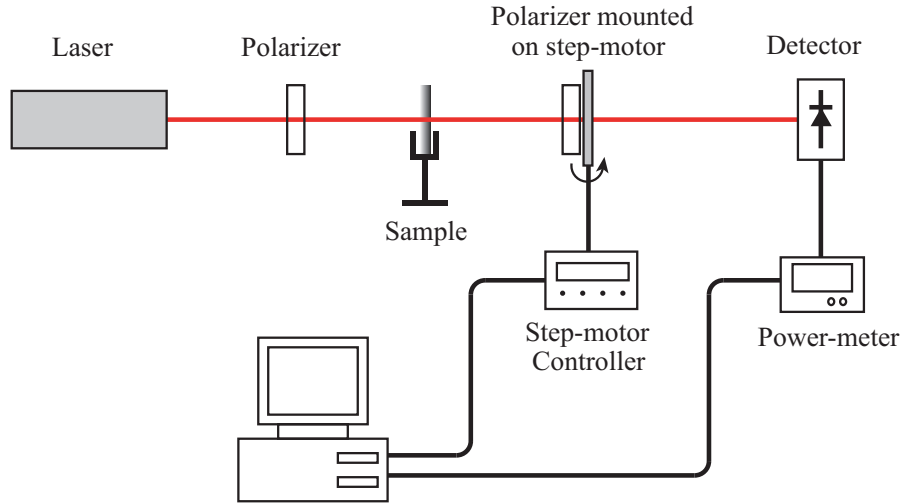 Laser
Polarizer
Polarizer mounted
on step-motor
Detector
Sample
Step-motor
Controller
Power-meter